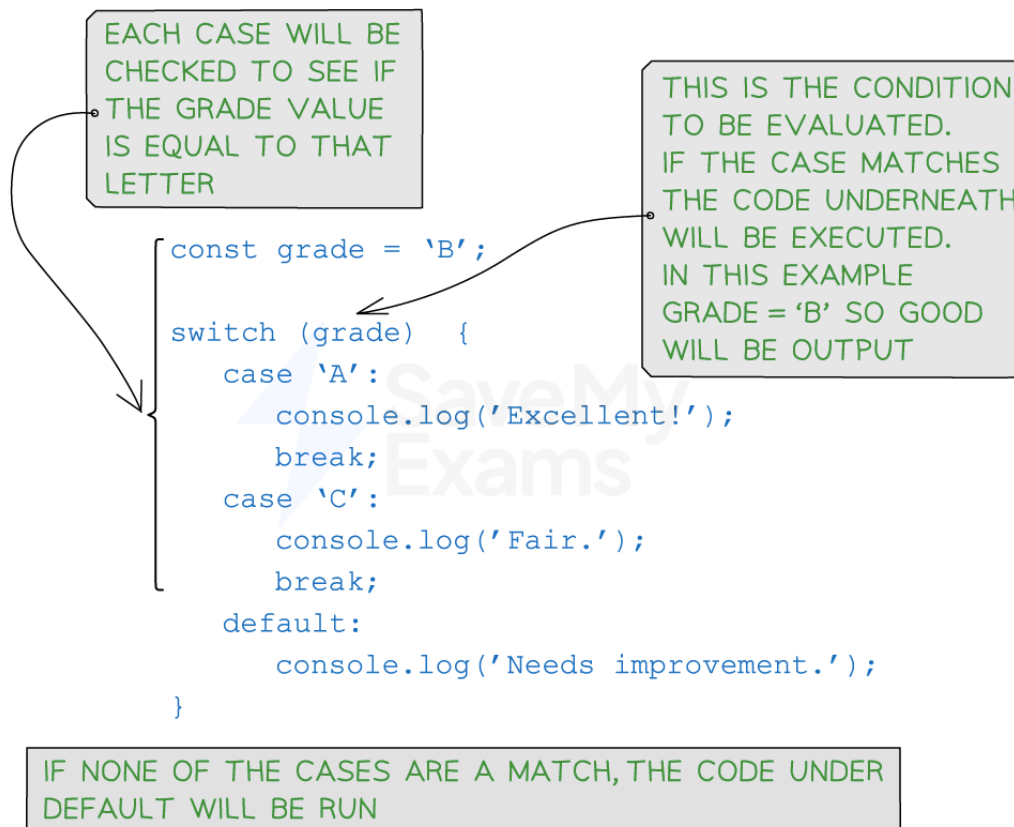 EACH CASE WILL BE
CHECKED TO SEE IF
THE GRADE VALUE
IS EQUAL TO THAT
LETTER
THIS IS THE CONDITION
TO BE EVALUATED.
IF THE CASE MATCHES
THE CODE UNDERNEATH
WILL BE EXECUTED.
IN THIS EXAMPLE
GRADE = ‘B’ SO GOOD
WILL BE OUTPUT
const grade = ‘B’;
switch (grade) {
case ‘A’:
console.log(’Excellent!’);
break;
case ‘C’:
console.log(’Fair.’);
break;
default:
console.log(’Needs improvement.’);
}
SaveMy
Exams
IF NONE OF THE CASES ARE A MATCH, THE CODE UNDER
DEFAULT WILL BE RUN